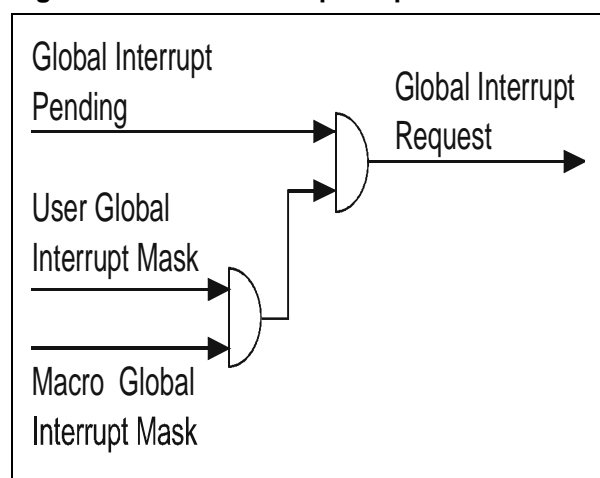 Global Interrupt
Pending
Global Interrupt
Request
User Global
Interrupt Mask
Macro Global
Interrupt Mask